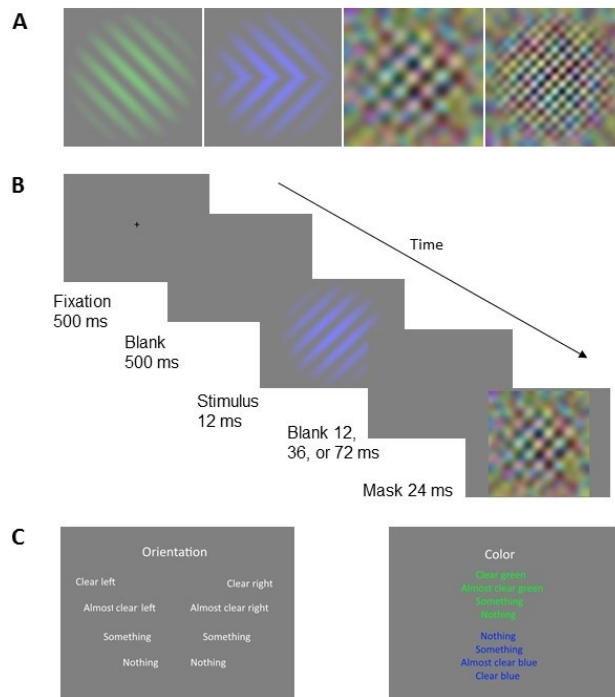 A
B
Time
Fixation
500 ms
Blank
500 ms
Stimulus
12 ms
Blank 12,
36, or 72 ms
Mask 24 ms
C
Orientation
Clear left Clear right
Almost clear left Almost clear right
Something Something
Nothing Nothing
Color
Clear green
Almost clear green
Something
Nothing
Nothing
Something
Almost clear blue
Clear blue